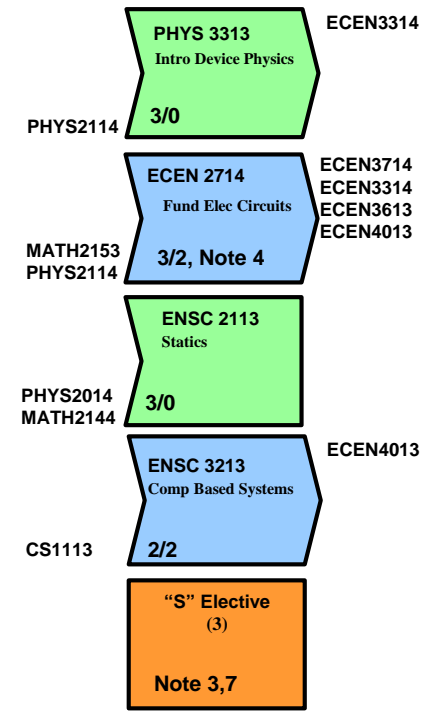 PHYS 3313
Intro Device Physics
3/0
ECEN3314
PHYS2114
ECEN 2714
Fund Elec Circuits
3/2, Note 4
ECEN3714
ECEN3314
ECEN3613
ECEN4013
MATH2153
PHYS2114
ENSC 2113
Statics
3/0
PHYS2014
MATH2144
ENSC 3213
Comp Based Systems
2/2
ECEN4013
CS1113
“S” Elective
(3)
Note 3,7